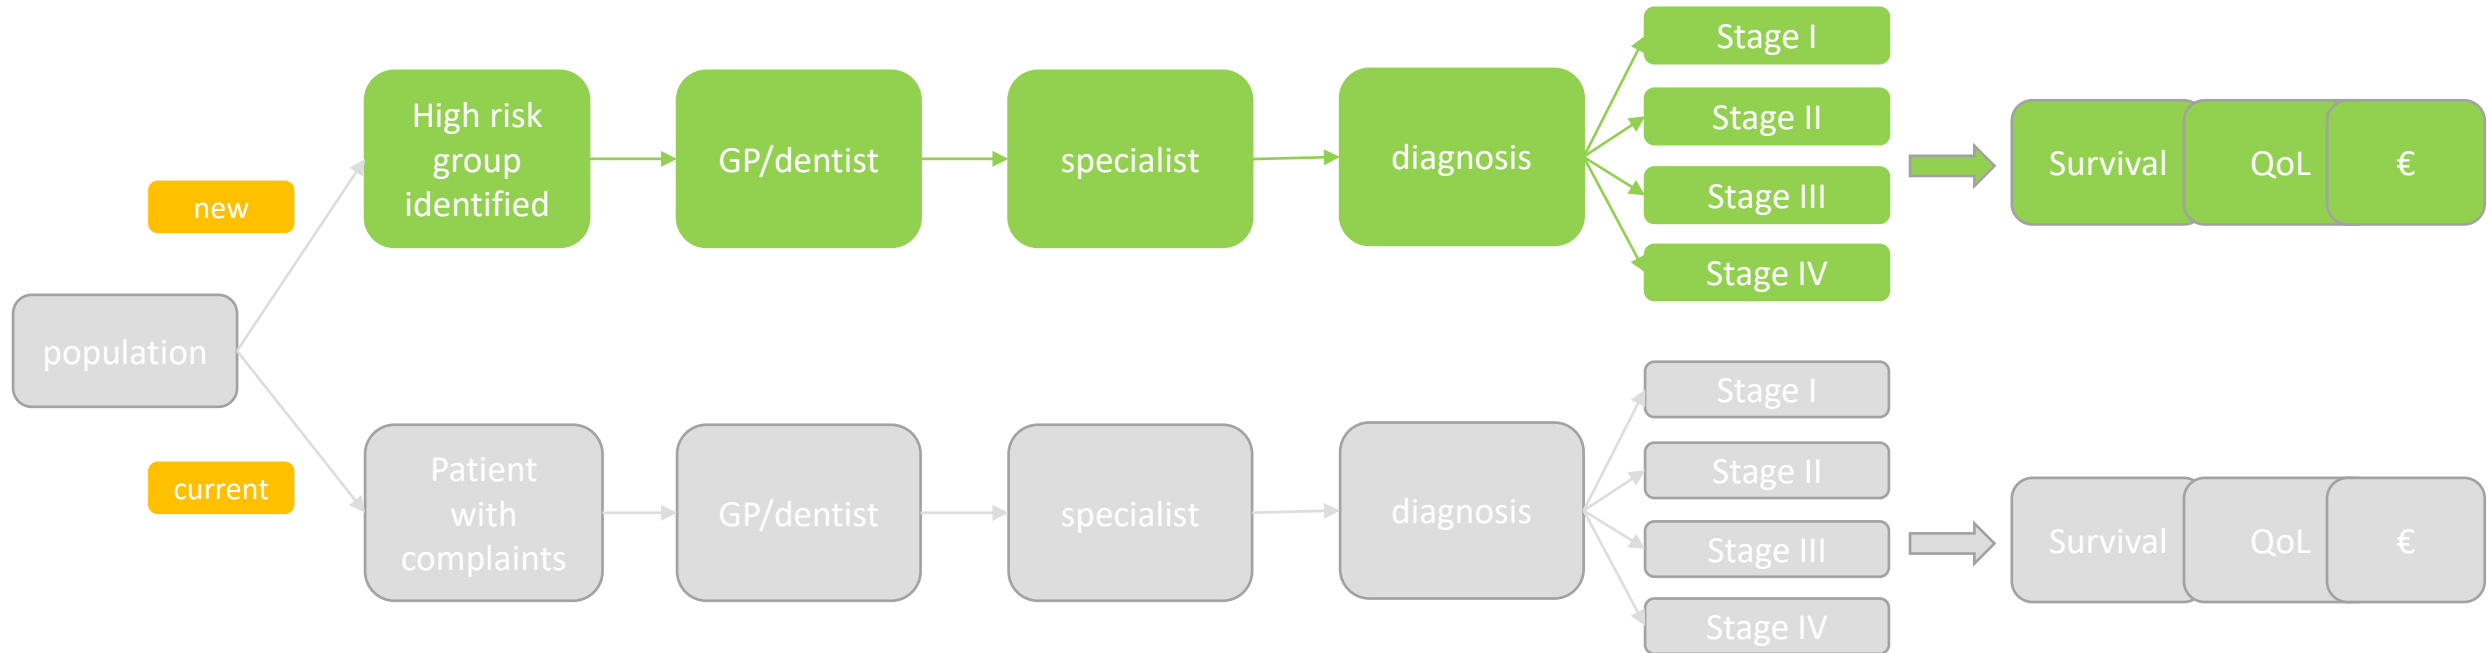 new
High risk
group
identified
GP/dentist
specialist
diagnosis
Stage I
Stage II
Stage III
Stage IV
Survival
QoL
€
population
current
Patient
with
complaints
GP/dentist
specialist
diagnosis
Stage I
Stage II
Stage III
Stage IV
Survival
QoL
€